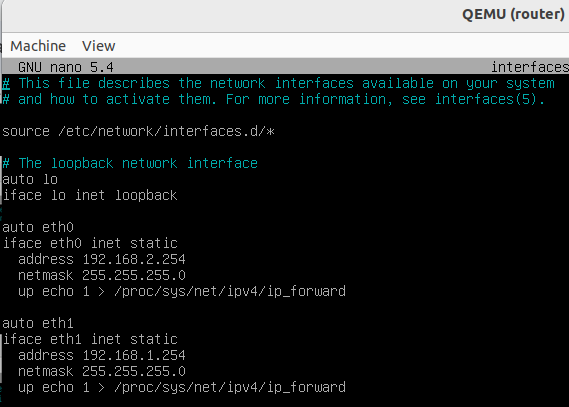 QEMU (router)
Machine View
GNU nano 5.4 interfaces
# This file describes the network interfaces available on your system
# and how to activate them. For more information, see interfaces(5).
source /etc/network/interfaces.d/*
# The loopback network interface
auto lo
iface lo inet loopback
auto eth0
iface eth0 inet static
address 192.168.2.254
netmask 255.255.255.0
up echo 1 > /proc/sys/net/ipv4/ip_forward
auto eth1
iface eth1 inet static
address 192.168.1.254
netmask 255.255.255.0
up echo 1 > /proc/sys/net/ipv4/ip_forward